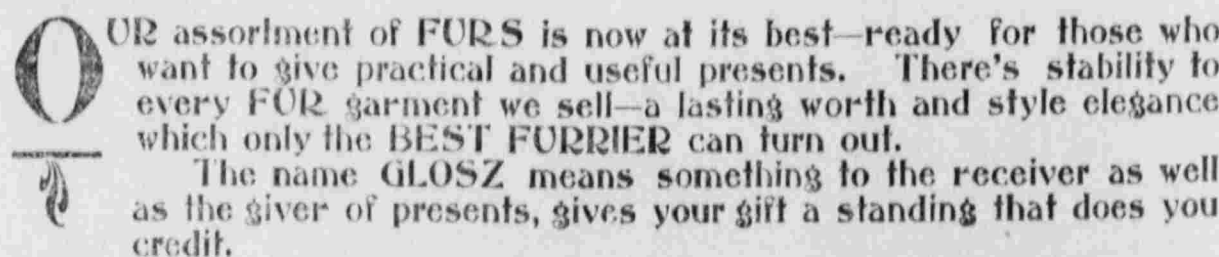 OUR assortment of FURS is now at its best—ready for those who
want to give practical and useful presents. There's stability to
every FUR garment we sell—a lasting worth and style elegance
which only the BEST FURRIER can turn out.
The name GLOSZ means something to the receiver as well
as the giver of presents, gives your gift a standing that does you
credit.